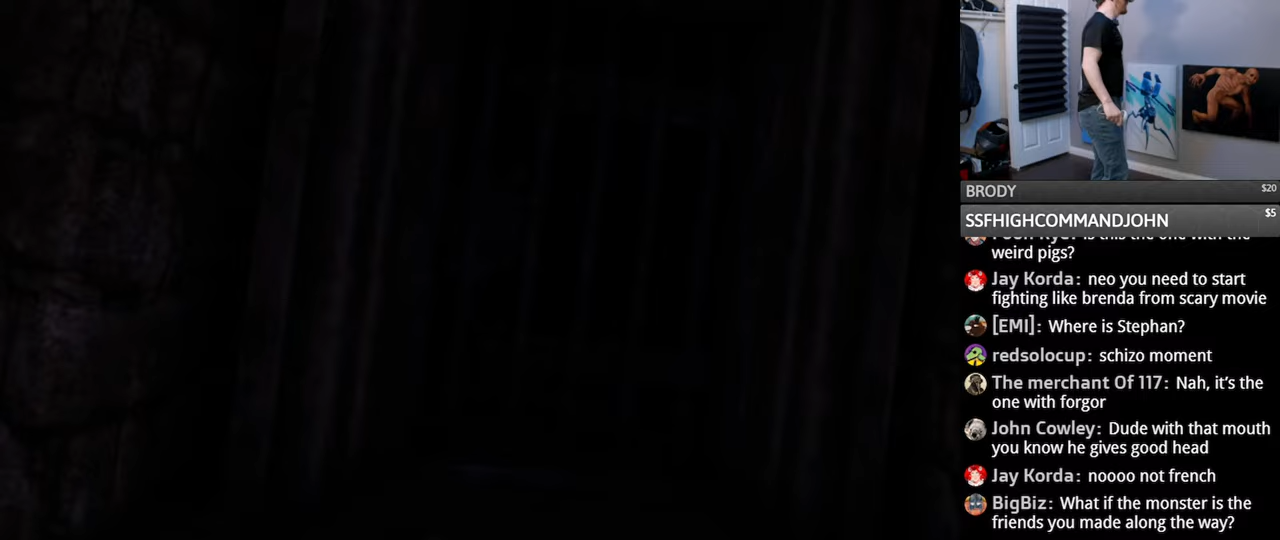 BRODY $20
SSFHIGHCOMMANDJOHN $5
weird pigs?
Jay Korda: neo you need to start
fighting like brenda from scary movie
[EMI]: Where is Stephan?
redsolocup: schizo moment
The merchant Of 117: Nah, it's the
one with forgor
John Cowley: Dude with that mouth
you know he gives good head
Jay Korda: noooo not french
BigBiz: What if the monster is the
friends you made along the way?